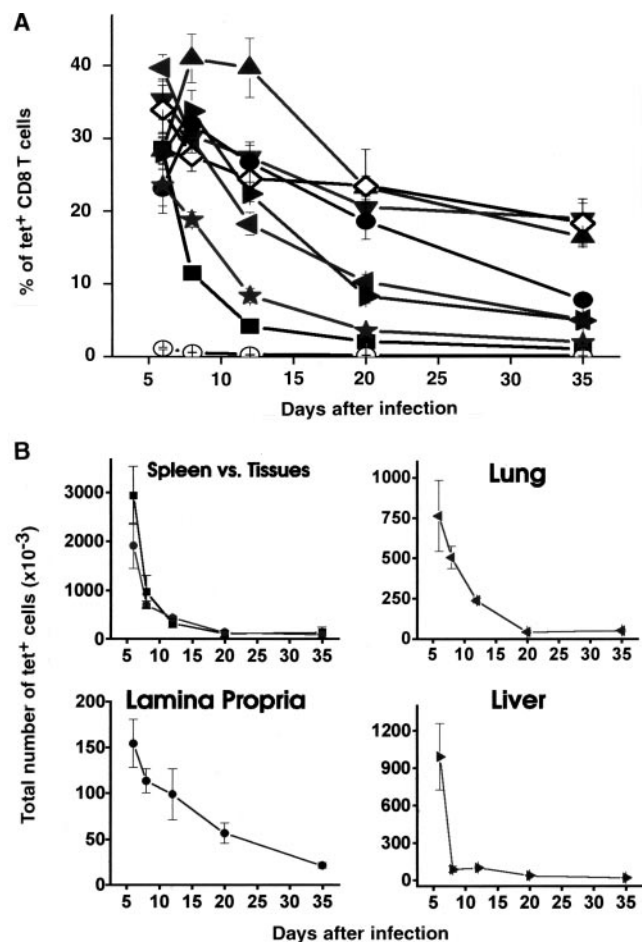 A
% of tet+ CD8 T cells
40
30
20
10
0
5 10 15 20 25 30 35
Days after infection
B
Total number of tet+ cells (x10-3)
Spleen vs. Tissues
3000
2000
1000
0
5 10 15 20 25 30 35
Lung
1000
750
500
250
0
5 10 15 20 25 30 35
Lamina Propria
200
150
100
50
0
5 10 15 20 25 30 35
Liver
1200
900
600
300
0
5 10 15 20 25 30 35
Days after infection